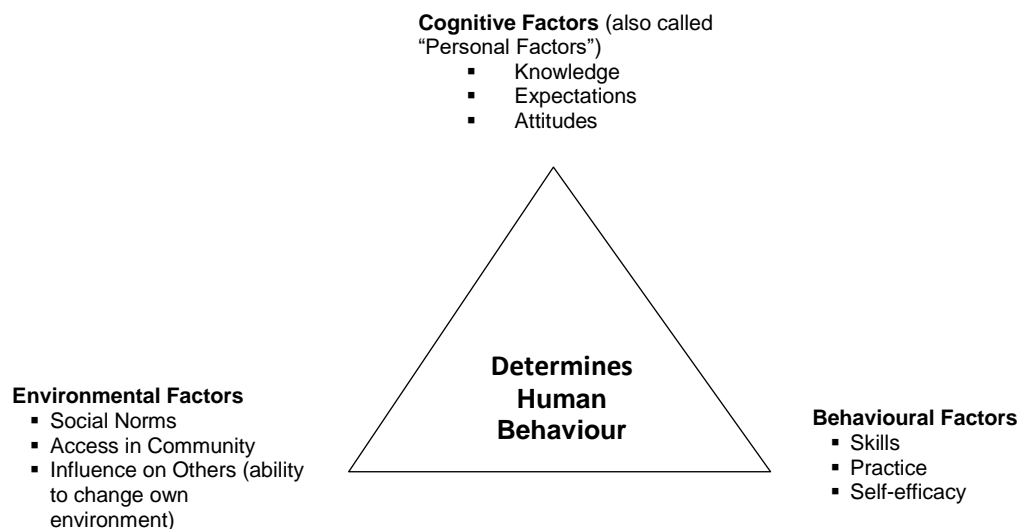 Cognitive Factors (also called
“Personal Factors”)
▪ Knowledge
▪ Expectations
▪ Attitudes
Determines
Human
Behaviour
Environmental Factors
▪ Social Norms
▪ Access in Community
▪ Influence on Others (ability
to change own
environment)
Behavioural Factors
▪ Skills
▪ Practice
▪ Self-efficacy